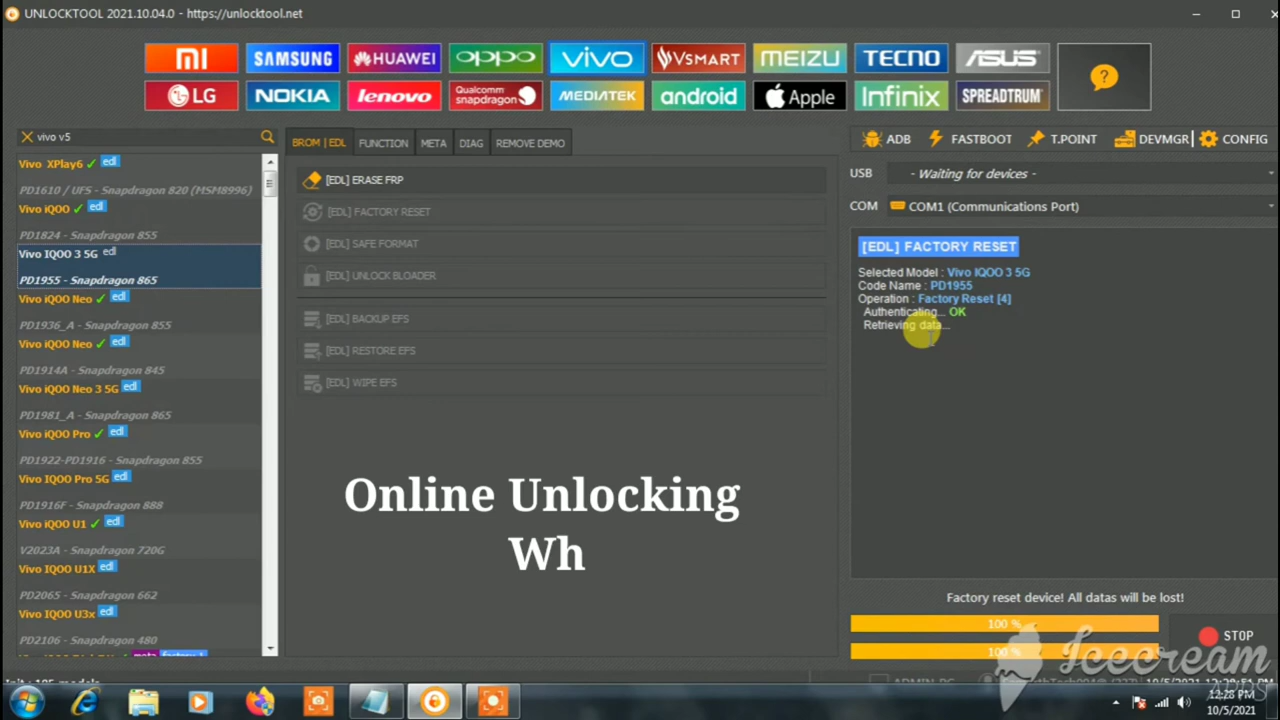 UNLOCKTOOL 2021.10.04.0 - https://unlocktool.net
mi SAMSUNG HUAWEI oppo vivo VSMART MEIZU TECNO ASUS
LG NOKIA lenovo Qualcomm snapdragon MEDIATEK android Apple Infinix SPREADTRUM
vivo v5
BROM | EDL FUNCTION META DIAG REMOVE DEMO
ADB FASTBOOT T.POINT DEVMGR CONFIG
Vivo XPlay6 ✓ edl
PD1610 / UFS - Snapdragon 820 (MSM8996)
Vivo iQOO ✓ edl
PD1824 - Snapdragon 855
Vivo IQOO 3 5G edl
PD1955 - Snapdragon 865
Vivo iQOO Neo ✓ edl
PD1936_A - Snapdragon 855
Vivo iQOO Neo ✓ edl
PD1914A - Snapdragon 845
Vivo iQOO Neo 3 5G edl
PD1981_A - Snapdragon 865
Vivo iQOO Pro ✓ edl
PD1922-PD1916 - Snapdragon 855
Vivo IQOO Pro 5G edl
PD1916F - Snapdragon 888
Vivo iQOO U1 ✓ edl
V2023A - Snapdragon 720G
Vivo IQOO U1X edl
PD2065 - Snapdragon 662
Vivo IQOO U3x edl
PD2106 - Snapdragon 480
[EDL] ERASE FRP
[EDL] FACTORY RESET
[EDL] SAFE FORMAT
[EDL] UNLOCK BLOADER
[EDL] BACKUP EFS
[EDL] RESTORE EFS
[EDL] WIPE EFS
Online Unlocking
Wh
USB - Waiting for devices -
COM COM1 (Communications Port)
[EDL] FACTORY RESET
Selected Model : Vivo IQOO 3 5G
Code Name : PD1955
Operation : Factory Reset [4]
Authenticating... OK
Retrieving data...
Factory reset device! All datas will be lost!
100 %
100 %
STOP
Icecream
12:28 PM
10/5/2021